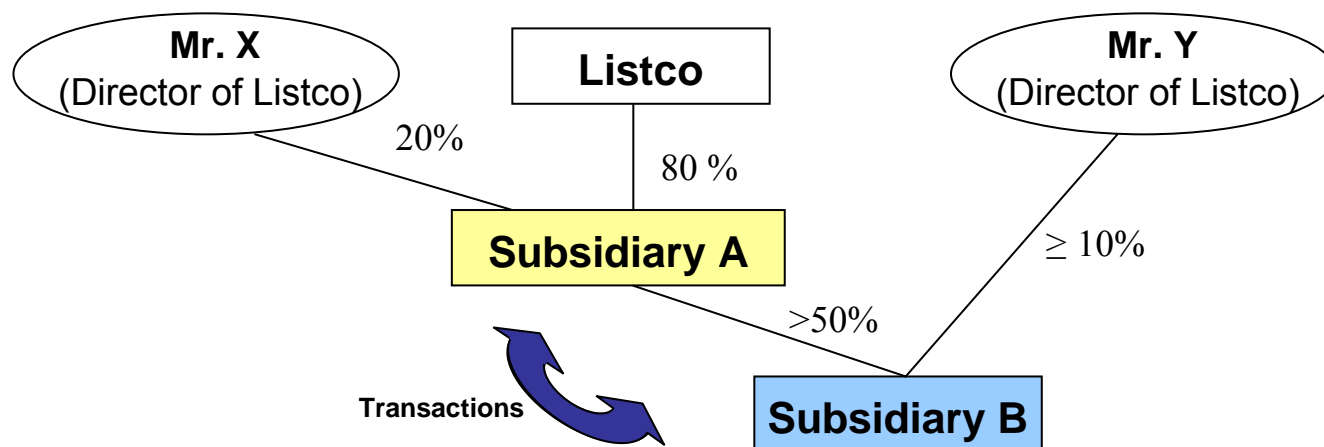 Mr. X
(Director of Listco)
Listco
Mr. Y
(Director of Listco)
20%
80 %
Subsidiary A
≥ 10%
>50%
Transactions
Subsidiary B